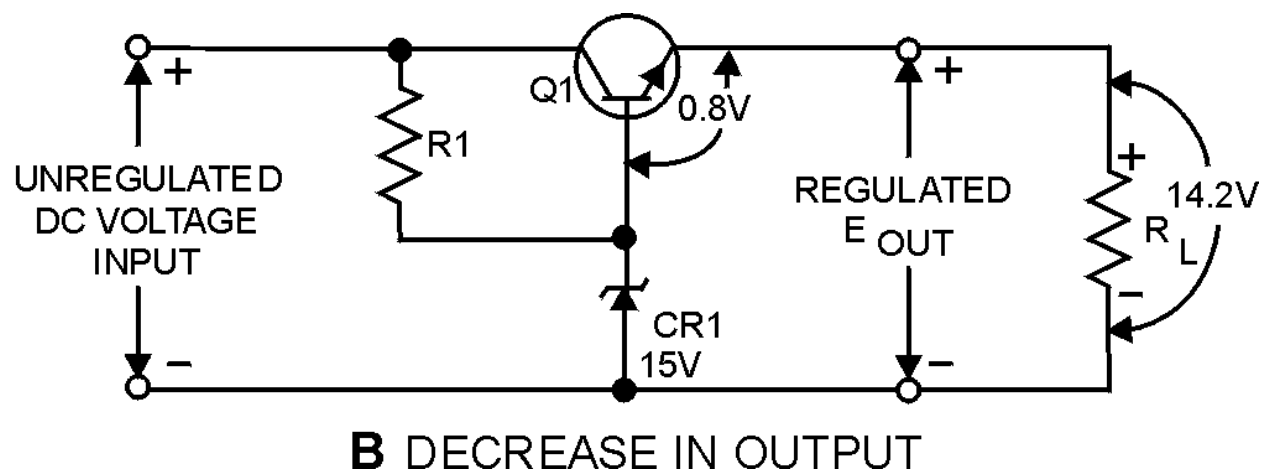 +
Q1
0.8V
+
R1
UNREGULATED
DC VOLTAGE
INPUT
REGULATED
E OUT
+
14.2V
R L
−
CR1
15V
−
−
B DECREASE IN OUTPUT